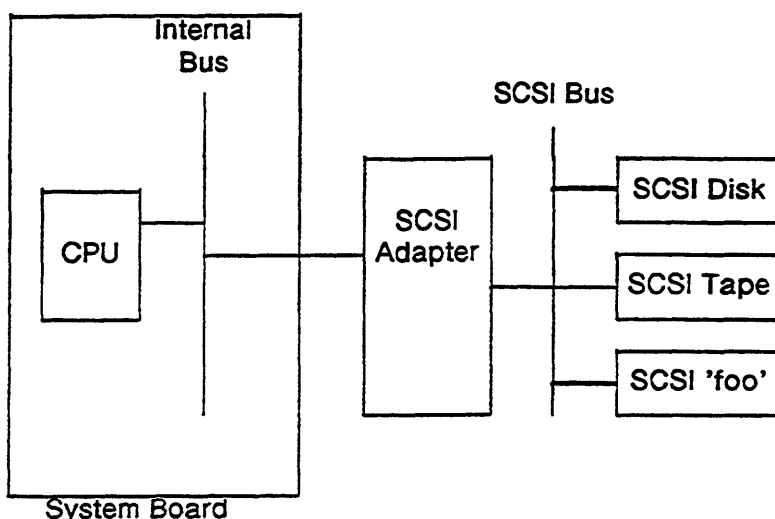 Internal
Bus
SCSI Bus
CPU
SCSI
Adapter
SCSI Disk
SCSI Tape
SCSI 'foo'
System Board